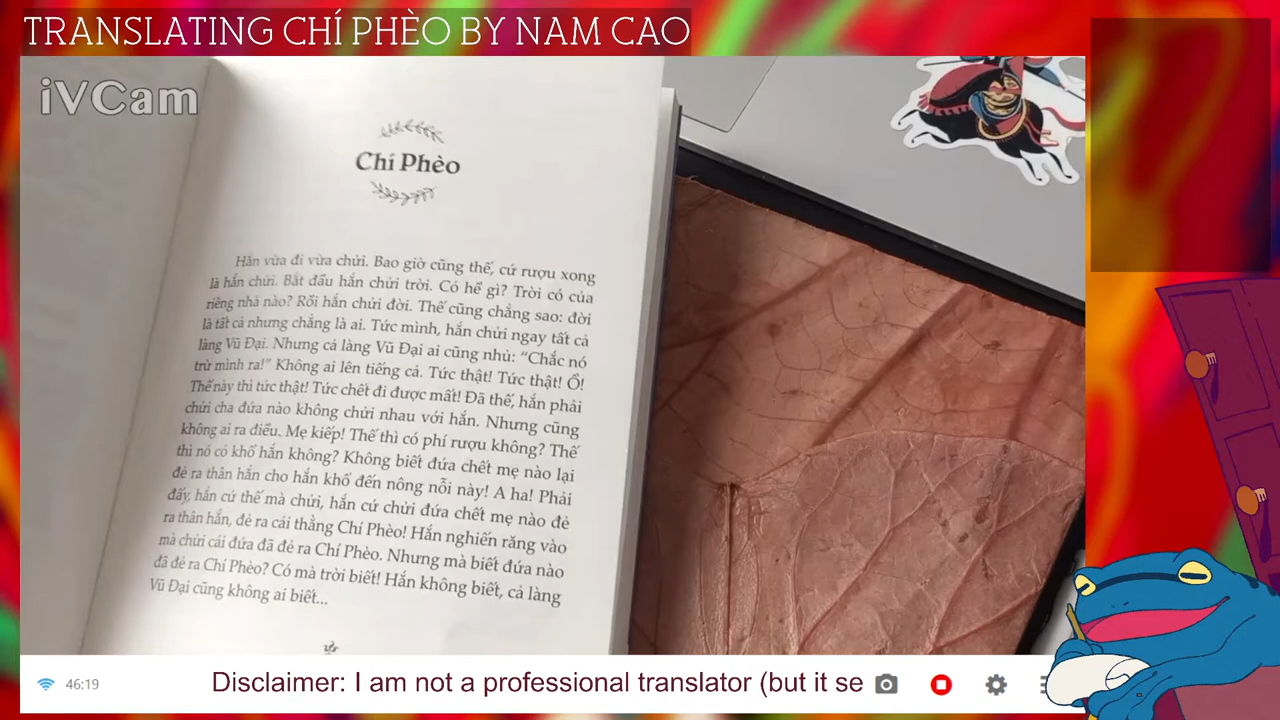 TRANSLATING CHÍ PHÈO BY NAM CAO
iVCam
Chí Phèo
Hắn vừa đi vừa chửi. Bao giờ cũng thế, cứ rượu xong
là hắn chửi. Bắt đầu hắn chửi trời. Có hề gì? Trời có của
riêng nhà nào? Rồi hắn chửi đời. Thế cũng chẳng sao: đời
là tất cả nhưng chẳng là ai. Tức mình, hắn chửi ngay tất cả
làng Vũ Đại. Nhưng cả làng Vũ Đại ai cũng nhủ: “Chắc nó
trừ mình ra!” Không ai lên tiếng cả. Tức thật! Tức thật! Ồ!
Thế này thì tức thật! Tức chết đi được mất! Đã thế, hắn phải
chửi cha đứa nào không chửi nhau với hắn. Nhưng cũng
không ai ra điều. Mẹ kiếp! Thế thì có phí rượu không? Thế
thì nó có khổ hắn không? Không biết đứa chết mẹ nào lại
đẻ ra thân hắn cho hắn khổ đến nông nỗi này! A ha! Phải
đấy, hắn cứ thế mà chửi, hắn cứ chửi đứa chết mẹ nào đẻ
ra thân hắn, đẻ ra cái thằng Chí Phèo! Hắn nghiến răng vào
mà chửi cái đứa đã đẻ ra Chí Phèo. Nhưng mà biết đứa nào
đã đẻ ra Chí Phèo? Có mà trời biết! Hắn không biết, cả làng
Vũ Đại cũng không ai biết...
46:19
Disclaimer: I am not a professional translator (but it se